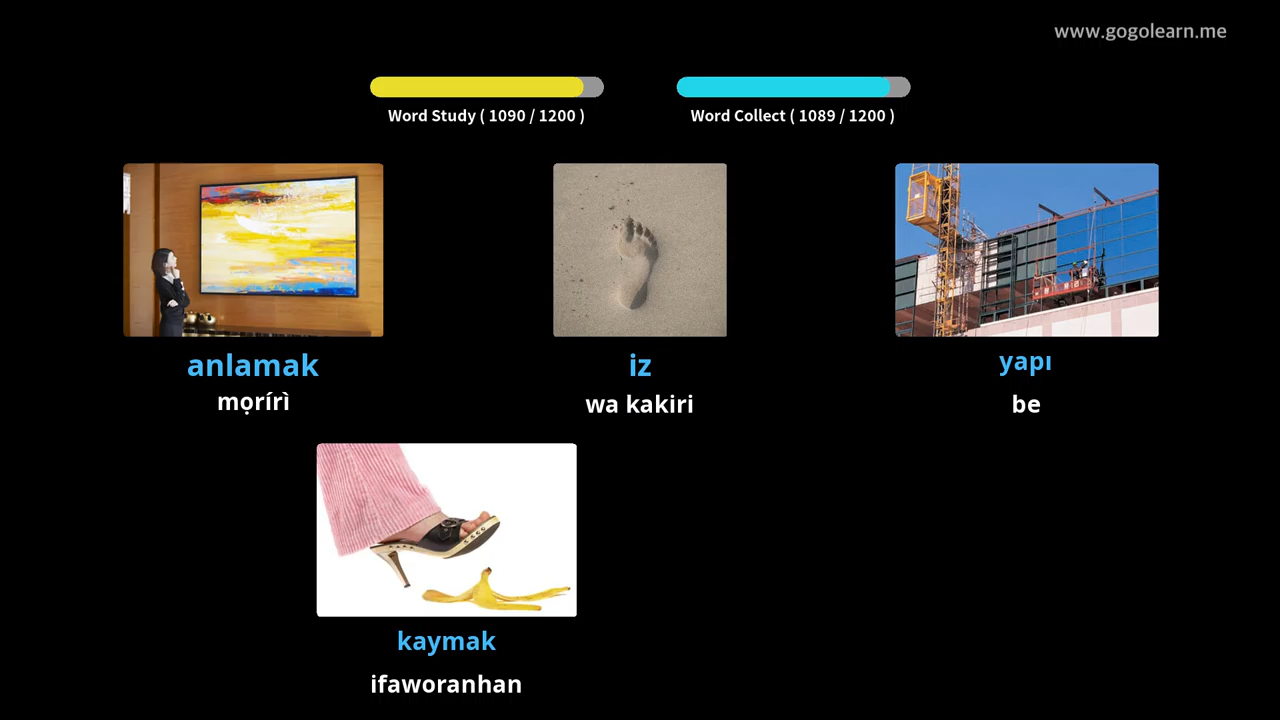 www.gogolearn.me
Word Study ( 1090 / 1200 )
Word Collect ( 1089 / 1200 )
anlamak
mọrírì
iz
wa kakiri
yapı
be
kaymak
ifaworanhan